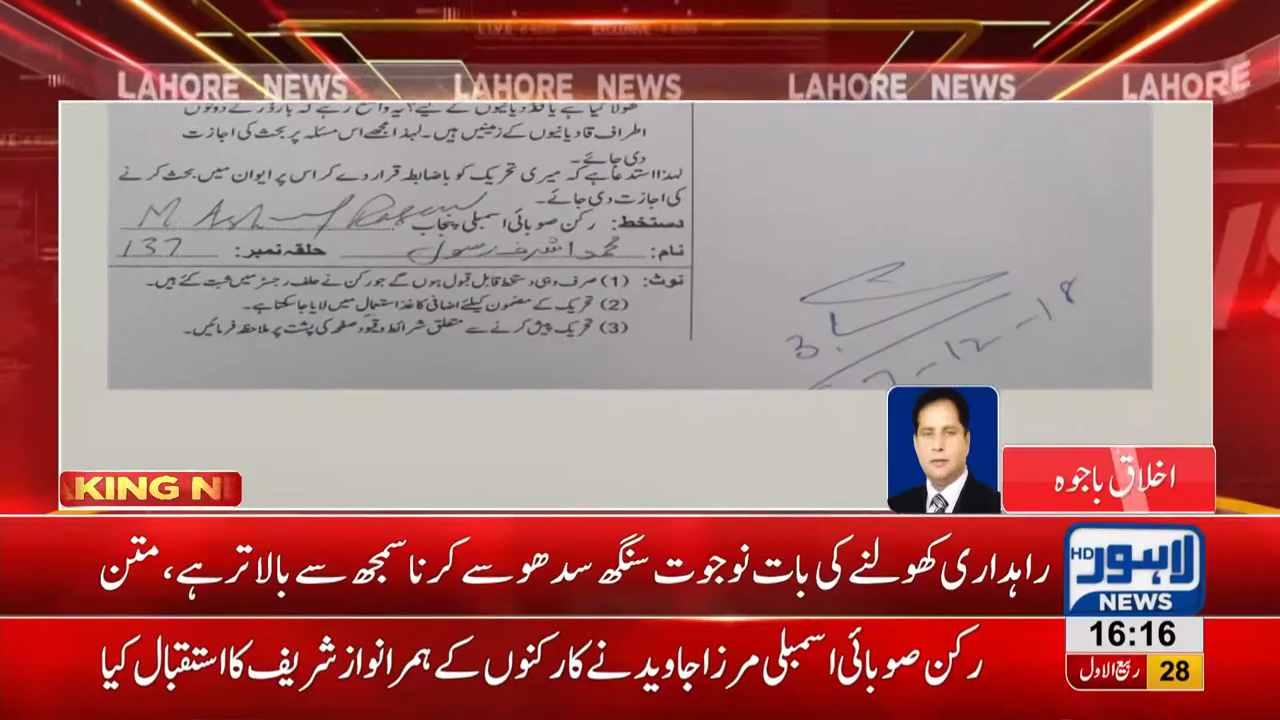 LAHORE NEWS LAHORE NEWS LAHORE NEWS LAHORE
اطراف قادیانیوں کے زمینیں ہیں۔ لہذا مجھے اس مسئلہ پر بحث کی اجازت
دی جائے۔
لہذا استدعا ہے کہ میری تحریک کو باضابطہ قرار دے کر اس پر ایوان میں بحث کرنے
کی اجازت دی جائے۔
دستخط: رکن صوبائی اسمبلی پنجاب
نام: محمد اشرف رسول حلقہ نمبر: 137
نوٹ: (1) صرف وہی دستخط قابل قبول ہوں گے جو رکن نے حلف رجسٹر میں ثبت کئے ہیں۔
(2) تحریک کے مضمون کیلئے اضافی کاغذ استعمال میں لایا جا سکتا ہے۔
(3) تحریک پیش کرنے سے متعلق شرائط و قیود صفحہ کی پشت پر ملاحظہ فرمائیں۔
اخلاق باجوہ
AKING N
راہداری کھولنے کی بات نوجوت سنگھ سدھو سے کرنا سمجھ سے بالاتر ہے، متن
لاہور HD
NEWS
16:16
رکن صوبائی اسمبلی مرزا جاوید نے کارکنوں کے ہمراہ نواز شریف کا استقبال کیا
28 ربیع الاول